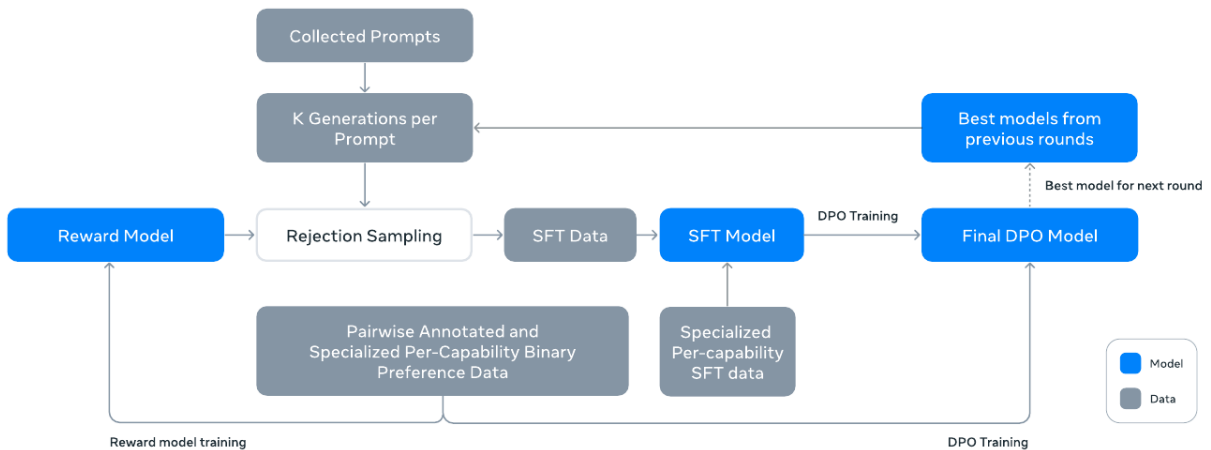 Collected Prompts
K Generations per
Prompt
Best models from
previous rounds
Best model for next round
Reward Model
Rejection Sampling
SFT Data
SFT Model
DPO Training
Final DPO Model
Pairwise Annotated and
Specialized Per-Capability Binary
Preference Data
Specialized
Per-capability
SFT data
Model
Data
Reward model training
DPO Training